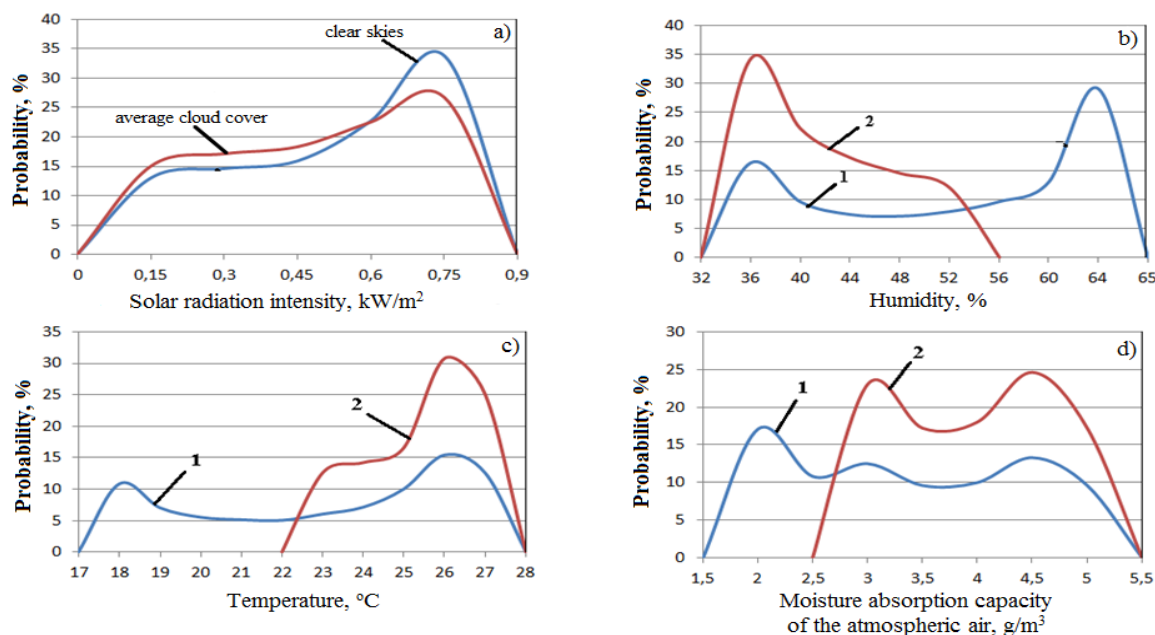 a)
Probability, %
40
35
30
25
20
15
10
5
0
clear skies
average cloud cover
0 0,15 0,3 0,45 0,6 0,75 0,9
Solar radiation intensity, kW/m²
b)
Probability, %
40
35
30
25
20
15
10
5
0
2
1
32 36 40 44 48 52 56 60 64 65
Humidity, %
c)
Probability, %
35
30
25
20
15
10
5
0
2
1
17 18 19 20 21 22 23 24 25 26 27 28
Temperature, °C
d)
Probability, %
30
25
20
15
10
5
0
2
1
1,5 2 2,5 3 3,5 4 4,5 5 5,5
Moisture absorption capacity
of the atmospheric air, g/m³